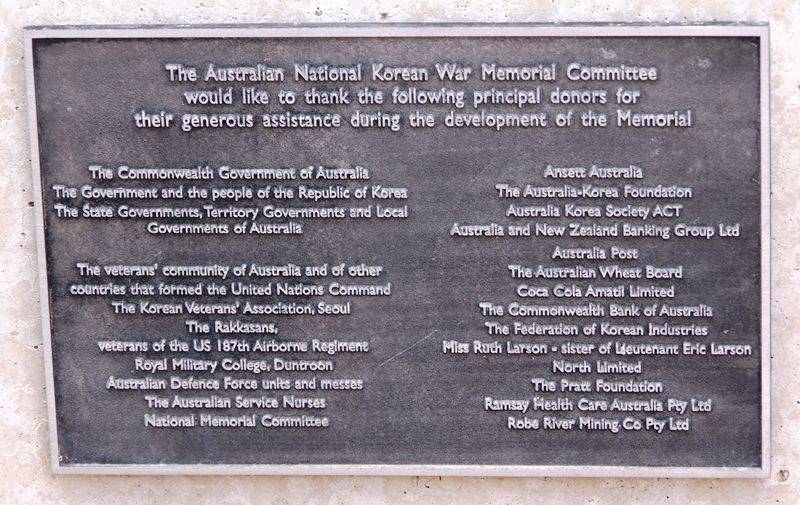 The Australian National Korean War Memorial Committee
would like to thank the following principal donors for
their generous assistance during the development of the Memorial
The Commonwealth Government of Australia
The Government and the people of the Republic of Korea
The State Governments, Territory Governments and Local
Governments of Australia
The veterans' community of Australia and of other
countries that formed the United Nations Command
The Korean Veterans' Association, Seoul
The Rakkasans,
veterans of the US 187th Airborne Regiment
Royal Military College, Duntroon
Australian Defence Force units and messes
The Australian Service Nurses
National Memorial Committee
Ansett Australia
The Australia-Korea Foundation
Australia Korea Society ACT
Australia and New Zealand Banking Group Ltd
Australia Post
The Australian Wheat Board
Coca Cola Amatil Limited
The Commonwealth Bank of Australia
The Federation of Korean Industries
Miss Ruth Larson - sister of Lieutenant Eric Larson
North Limited
The Pratt Foundation
Ramsay Health Care Australia Pty Ltd
Robe River Mining Co Pty Ltd